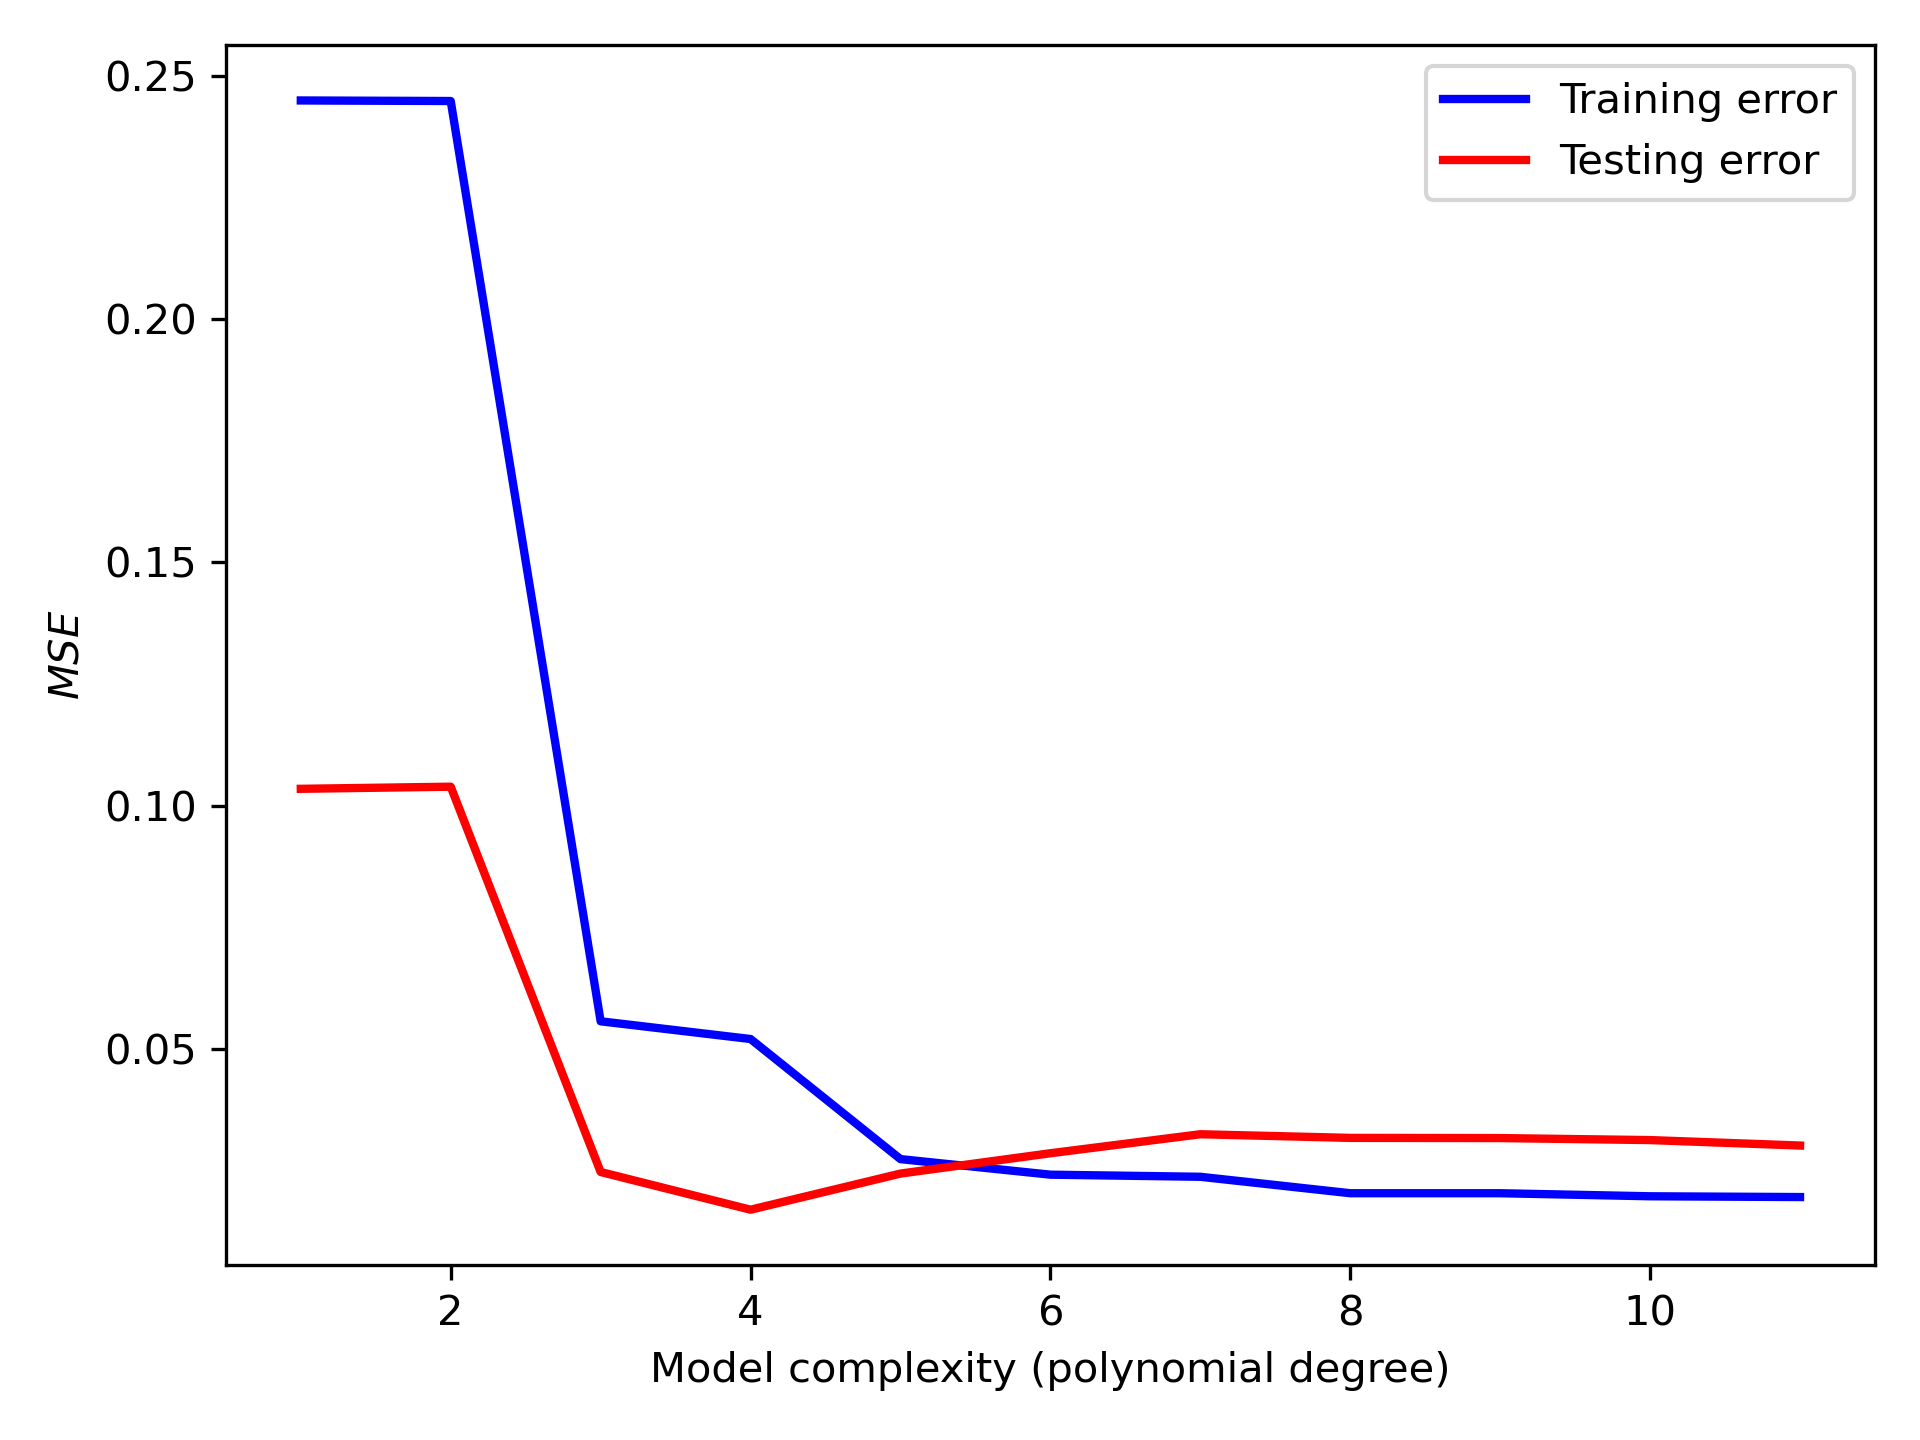 0.25
0.20
0.15
0.10
0.05
MSE
Training error
Testing error
2 4 6 8 10
Model complexity (polynomial degree)